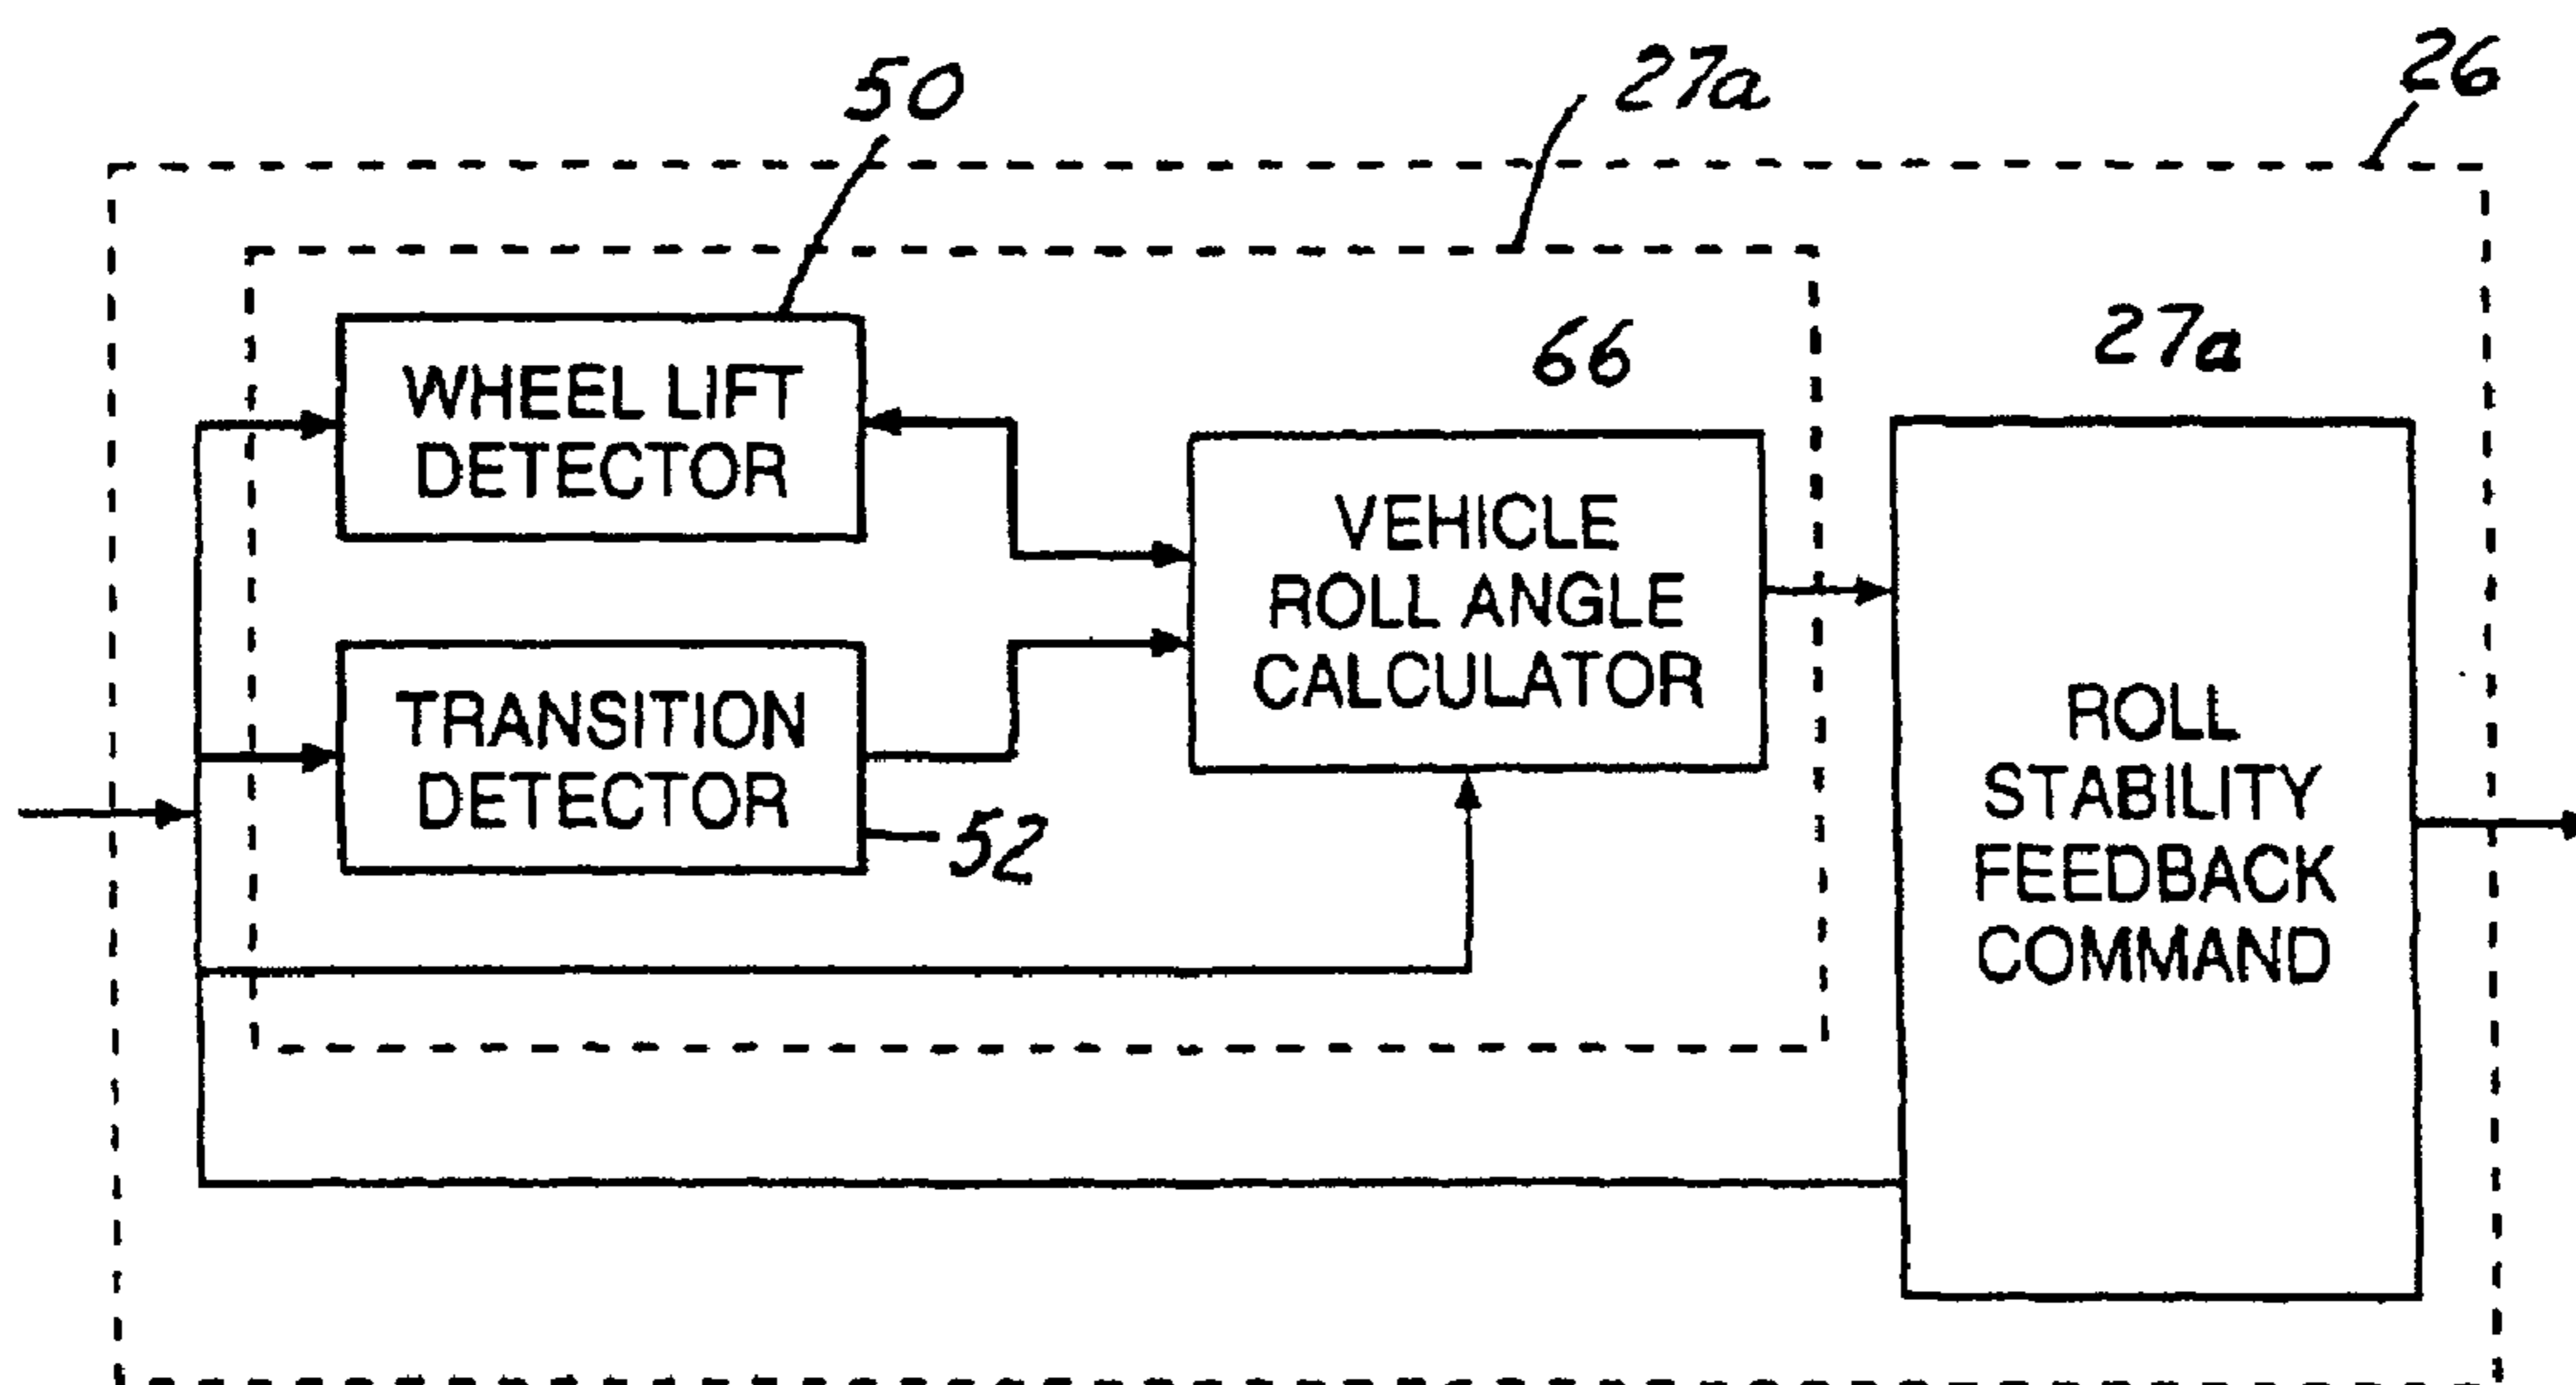 50
27a
26
WHEEL LIFT
DETECTOR
66
27a
VEHICLE
ROLL ANGLE
CALCULATOR
TRANSITION
DETECTOR
52
ROLL
STABILITY
FEEDBACK
COMMAND